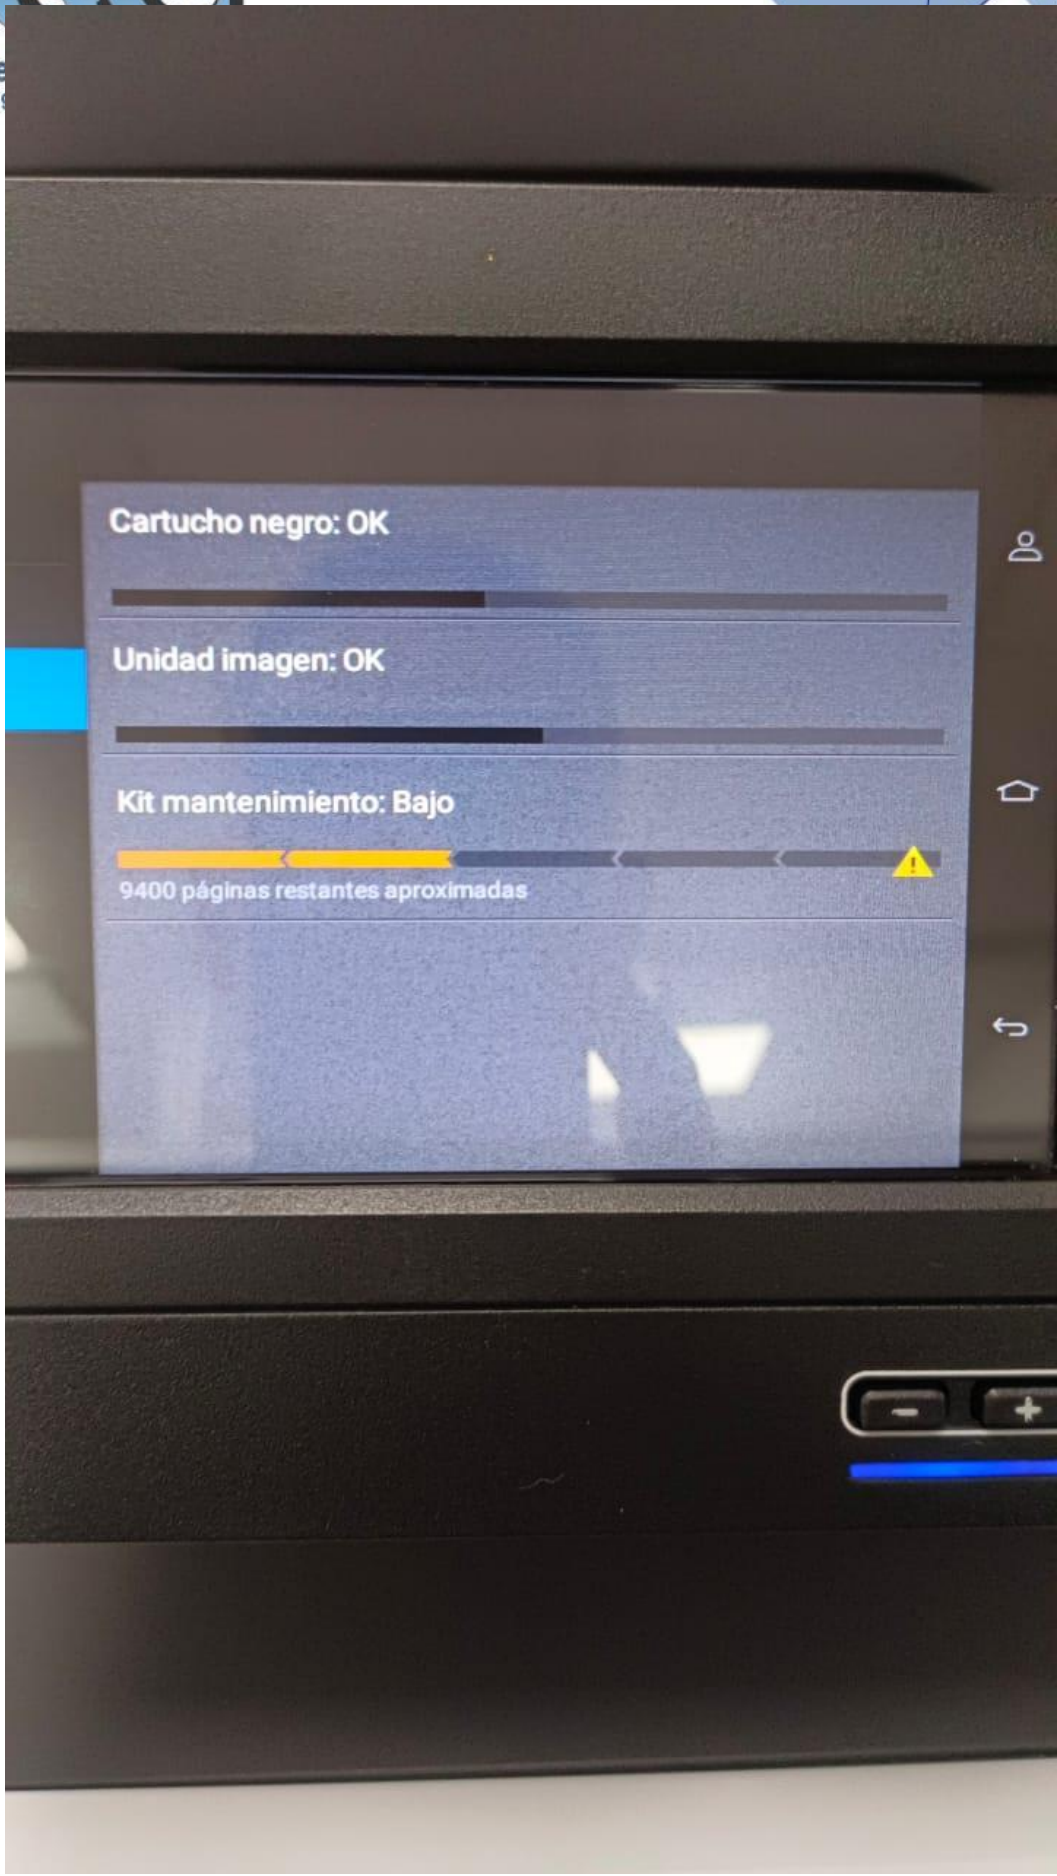 Cartucho negro: OK
Unidad imagen: OK
Kit mantenimiento: Bajo
9400 páginas restantes aproximadas
- +